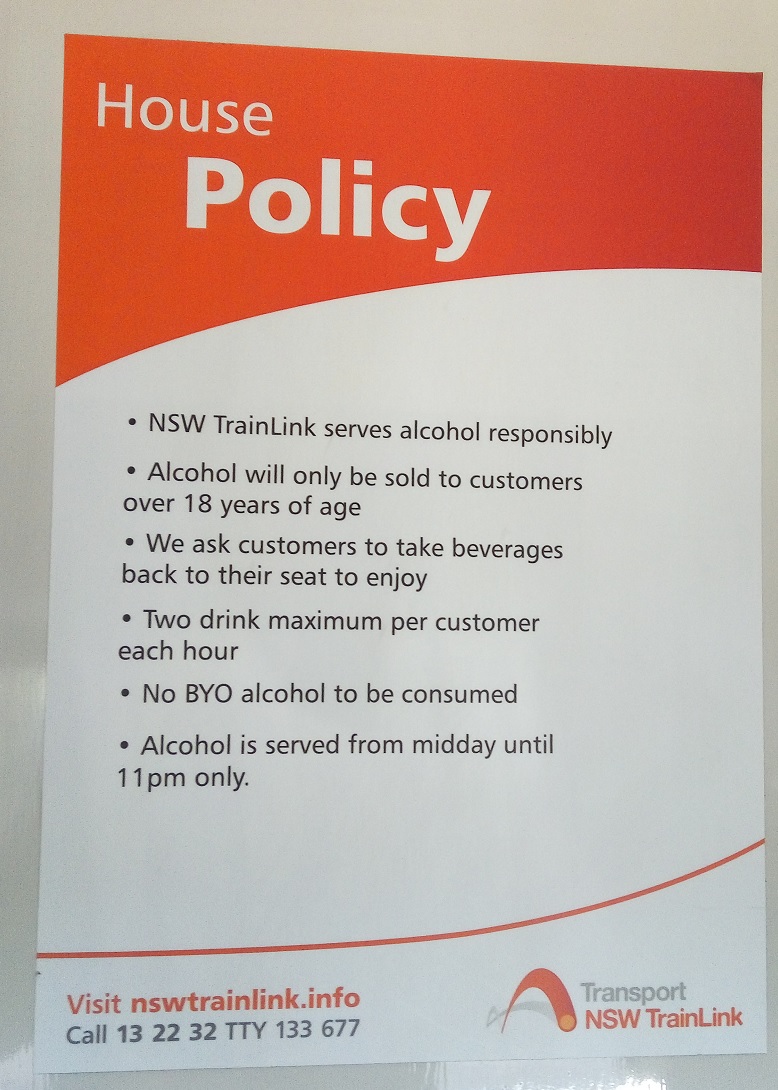 House
Policy
• NSW TrainLink serves alcohol responsibly
• Alcohol will only be sold to customers
over 18 years of age
• We ask customers to take beverages
back to their seat to enjoy
• Two drink maximum per customer
each hour
• No BYO alcohol to be consumed
• Alcohol is served from midday until
11pm only.
Visit nswtrainlink.info
Call 13 22 32 TTY 133 677
Transport
NSW TrainLink